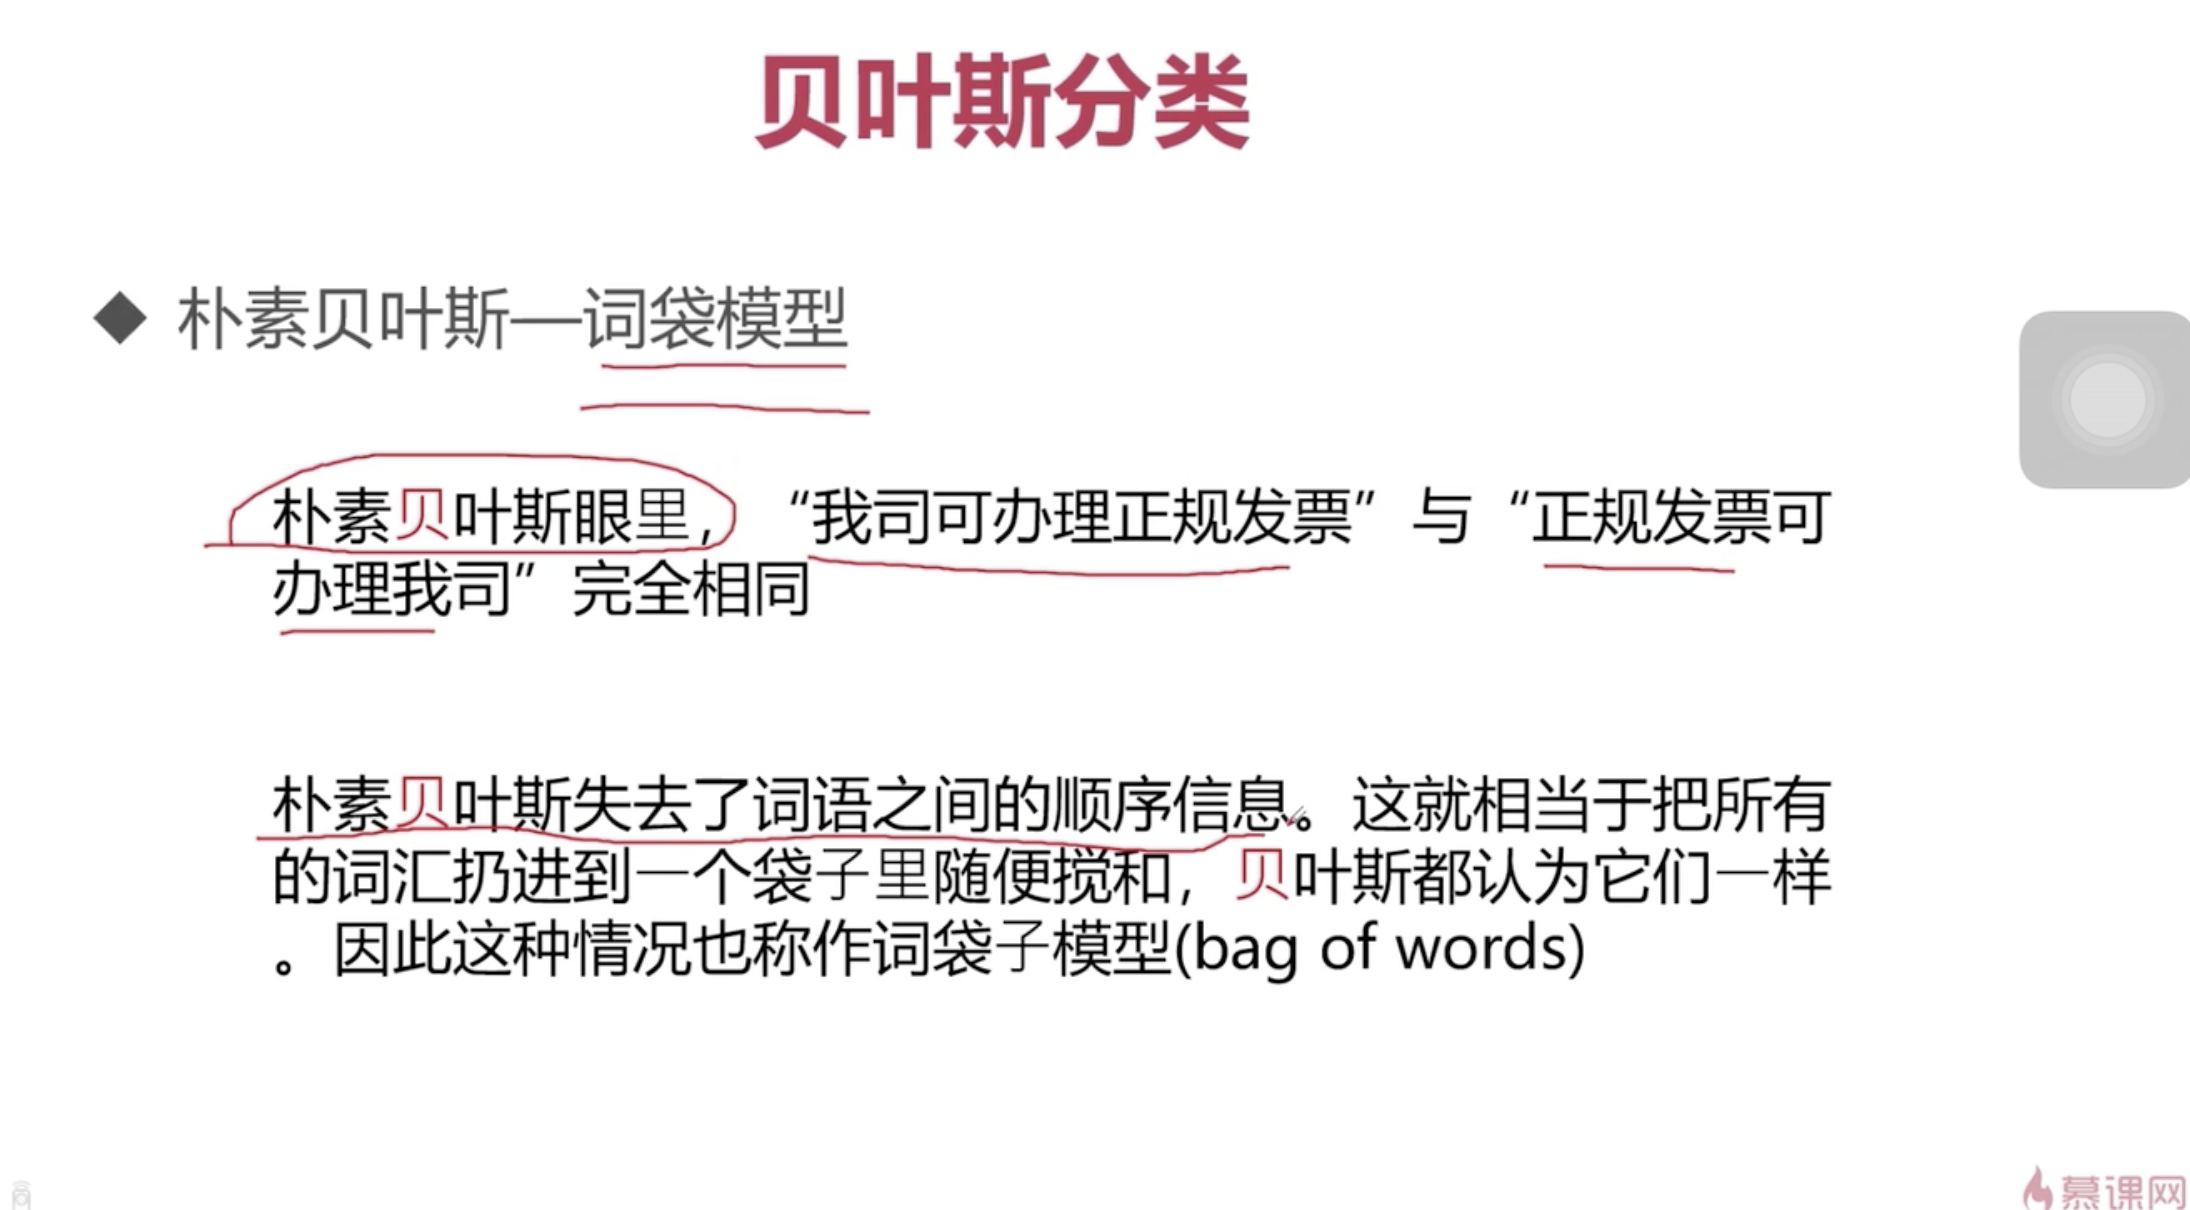 贝叶斯分类
朴素贝叶斯—词袋模型
朴素贝叶斯眼里，“我司可办理正规发票”与“正规发票可
办理我司”完全相同
朴素贝叶斯失去了词语之间的顺序信息。这就相当于把所有
的词汇扔进到一个袋子里随便搅和，贝叶斯都认为它们一样
。因此这种情况也称作词袋子模型(bag of words)
慕课网